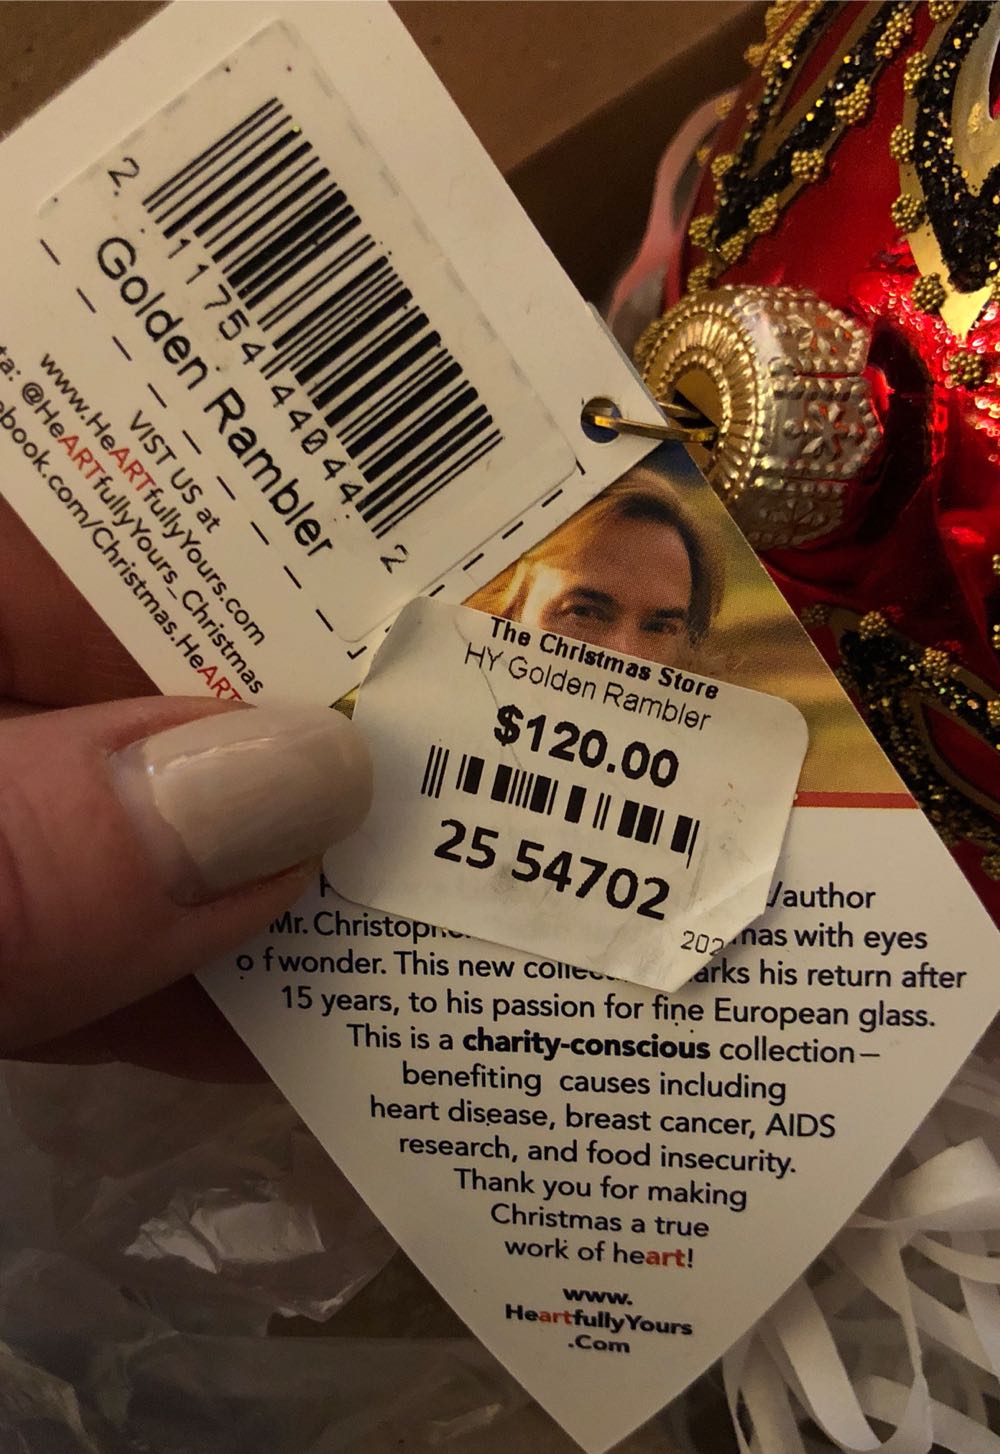 2
11754 44044
2
Golden Rambler
VIST US at
www.HeARTfullyYours.com
ta: @HeARTfullyYours_Christmas
book.com/Christmas.HeART
The Christmas Store
HY Golden Rambler
$120.00
25 54702
202
/author
Mr. Christoph mas with eyes
of wonder. This new collec arks his return after
15 years, to his passion for fine European glass.
This is a charity-conscious collection—
benefiting causes including
heart disease, breast cancer, AIDS
research, and food insecurity.
Thank you for making
Christmas a true
work of heart!
www.
HeartfullyYours
.Com